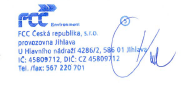 FCC Environment
FCC Česká republika, s.r.o.
provozovna Jihlava
U Hlavního nádraží 4286/2, 586 01 Jihlava
IČ: 45809712, DIČ: CZ 45809712
Tel./fax: 567 220 701